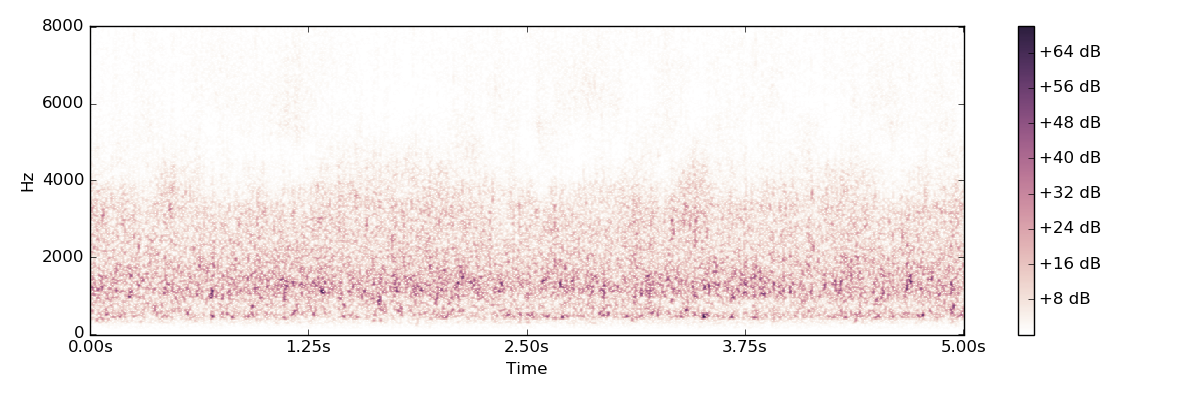 8000
6000
4000
2000
0
Hz
0.00s 1.25s 2.50s 3.75s 5.00s
Time
+64 dB
+56 dB
+48 dB
+40 dB
+32 dB
+24 dB
+16 dB
+8 dB